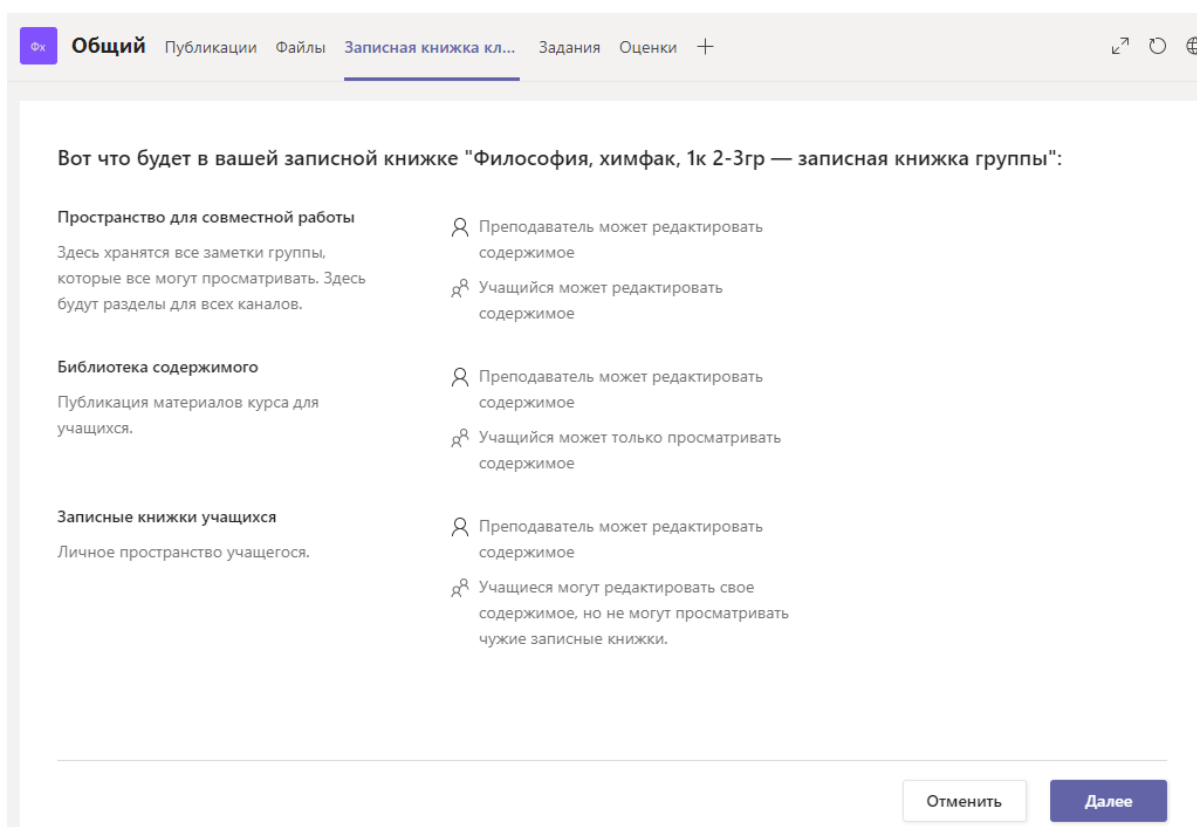 Фх Общий Публикации Файлы Записная книжка кл... Задания Оценки
Вот что будет в вашей записной книжке "Философия, химфак, 1к 2-3гр — записная книжка группы":
Пространство для совместной работы
Здесь хранятся все заметки группы,
которые все могут просматривать. Здесь
будут разделы для всех каналов.
Преподаватель может редактировать
содержимое
Учащийся может редактировать
содержимое
Библиотека содержимого
Публикация материалов курса для
учащихся.
Преподаватель может редактировать
содержимое
Учащийся может только просматривать
содержимое
Записные книжки учащихся
Личное пространство учащегося.
Преподаватель может редактировать
содержимое
Учащиеся могут редактировать свое
содержимое, но не могут просматривать
чужие записные книжки.
Отменить Далее